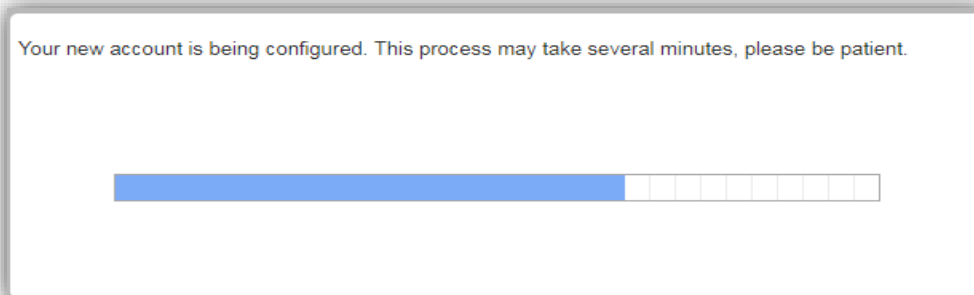 Your new account is being configured. This process may take several minutes, please be patient.